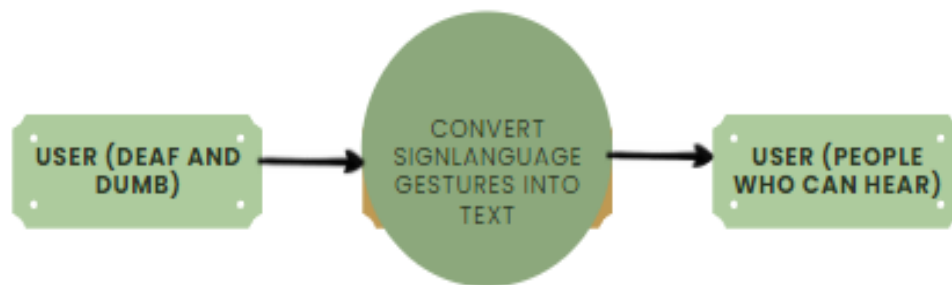 USER (DEAF AND
DUMB)
CONVERT
SIGNLANGUAGE
GESTURES INTO
TEXT
USER (PEOPLE
WHO CAN HEAR)